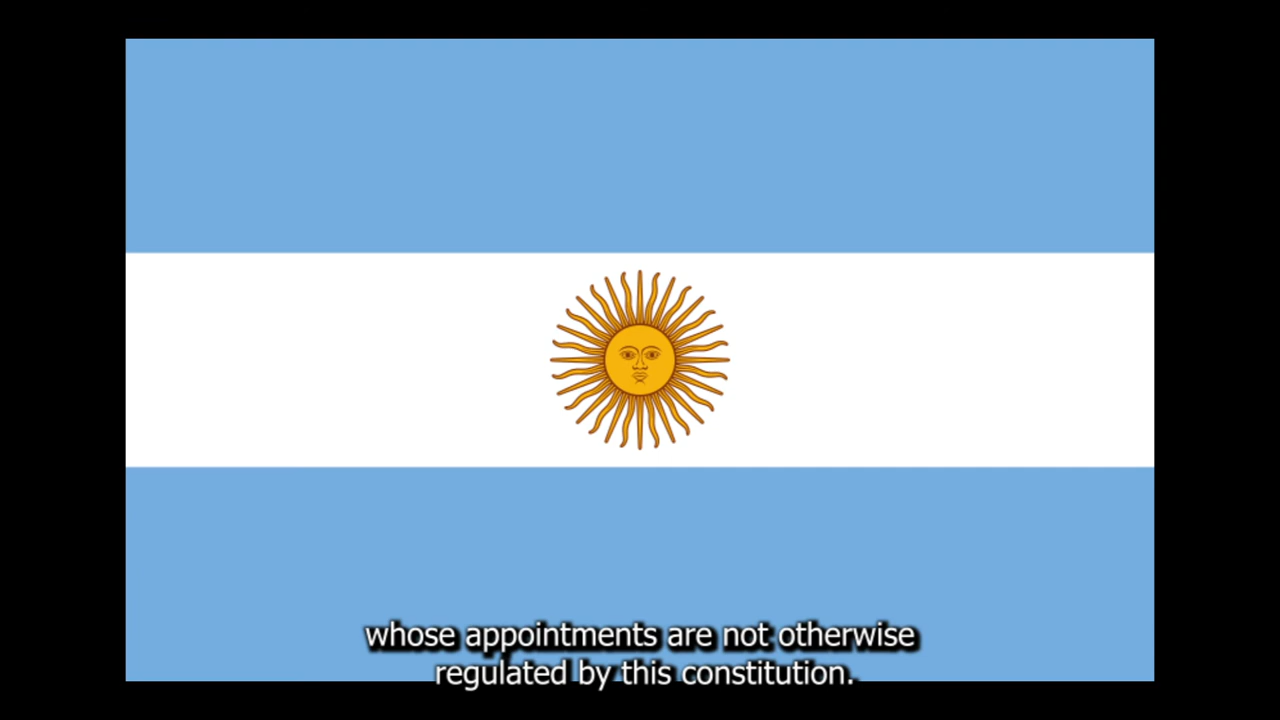 whose appointments are not otherwise
regulated by this constitution.